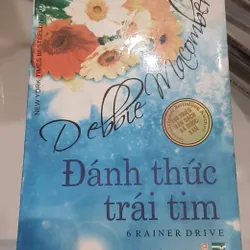 NEW YORK TIMES BESTSELLER
Debbie Macomber
Đánh thức
trái tim
6 RAINER DRIVE